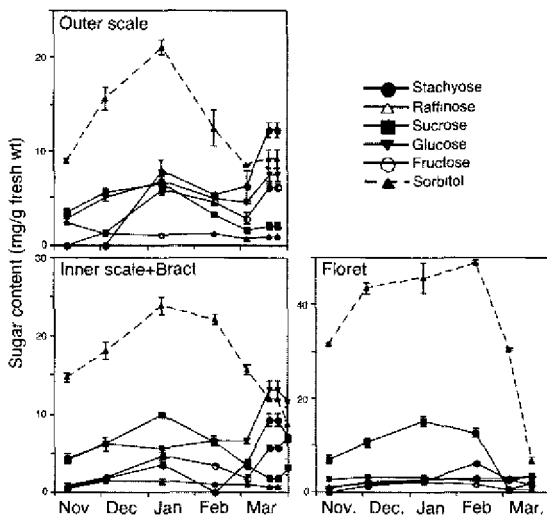 Outer scale
20
10
0
Stachyose
Raffinose
Sucrose
Glucose
Fructose
Sorbitol
Sugar content (mg/g fresh wt)
Inner scale+Bract
30
20
10
0
Nov Dec Jan Feb Mar
Floret
40
20
0
Nov. Dec. Jan Feb Mar.